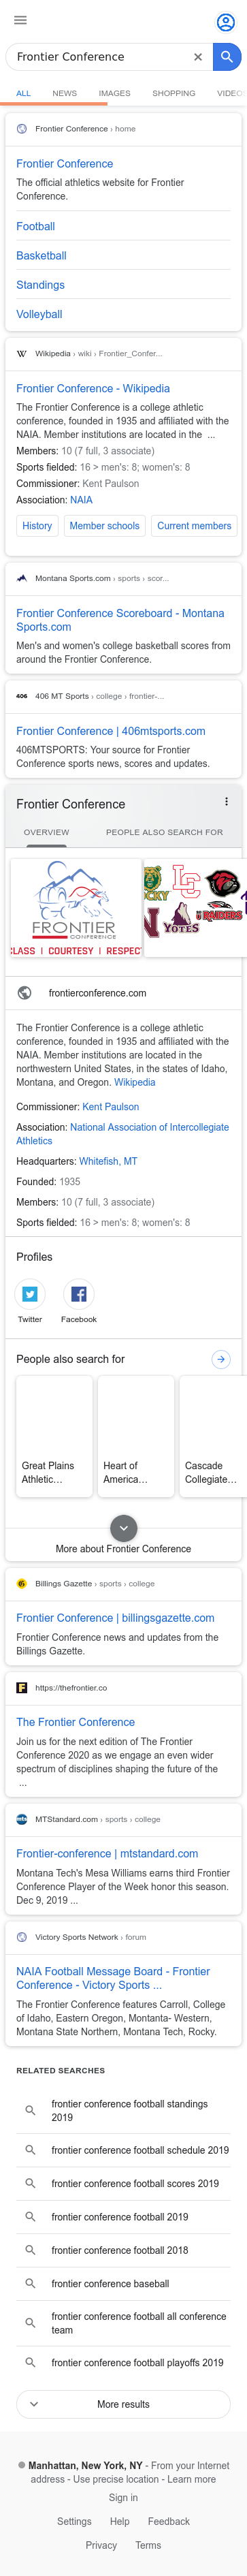 Frontier Conference
ALL NEWS IMAGES SHOPPING VIDEO
Frontier Conference › home
Frontier Conference
The official athletics website for Frontier
Conference.
Football
Basketball
Standings
Volleyball
W Wikipedia › wiki › Frontier_Confer...
Frontier Conference - Wikipedia
The Frontier Conference is a college athletic
conference, founded in 1935 and affiliated with the
NAIA. Member institutions are located in the ...
Members: 10 (7 full, 3 associate)
Sports fielded: 16 > men's: 8; women's: 8
Commissioner: Kent Paulson
Association: NAIA
History Member schools Current members
Montana Sports.com › sports › scor...
Frontier Conference Scoreboard - Montana
Sports.com
Men's and women's college basketball scores from
around the Frontier Conference.
406 406 MT Sports › college › frontier-...
Frontier Conference | 406mtsports.com
406MTSPORTS: Your source for Frontier
Conference sports news, scores and updates.
Frontier Conference
OVERVIEW PEOPLE ALSO SEARCH FOR
FRONTIER
CONFERENCE
CLASS | COURTESY | RESPECT
ROCKY
LC
YOTES
RAIDERS
frontierconference.com
The Frontier Conference is a college athletic
conference, founded in 1935 and affiliated with the
NAIA. Member institutions are located in the
northwestern United States, in the states of Idaho,
Montana, and Oregon. Wikipedia
Commissioner: Kent Paulson
Association: National Association of Intercollegiate
Athletics
Headquarters: Whitefish, MT
Founded: 1935
Members: 10 (7 full, 3 associate)
Sports fielded: 16 > men's: 8; women's: 8
Profiles
Twitter Facebook
People also search for
Great Plains
Athletic...
Heart of
America...
Cascade
Collegiate...
More about Frontier Conference
Billings Gazette › sports › college
Frontier Conference | billingsgazette.com
Frontier Conference news and updates from the
Billings Gazette.
https://thefrontier.co
The Frontier Conference
Join us for the next edition of The Frontier
Conference 2020 as we engage an even wider
spectrum of disciplines shaping the future of the
...
MTStandard.com › sports › college
Frontier-conference | mtstandard.com
Montana Tech's Mesa Williams earns third Frontier
Conference Player of the Week honor this season.
Dec 9, 2019 ...
Victory Sports Network › forum
NAIA Football Message Board - Frontier
Conference - Victory Sports ...
The Frontier Conference features Carroll, College
of Idaho, Eastern Oregon, Montana- Western,
Montana State Northern, Montana Tech, Rocky.
RELATED SEARCHES
frontier conference football standings
2019
frontier conference football schedule 2019
frontier conference football scores 2019
frontier conference football 2019
frontier conference football 2018
frontier conference baseball
frontier conference football all conference
team
frontier conference football playoffs 2019
More results
Manhattan, New York, NY - From your Internet
address - Use precise location - Learn more
Sign in
Settings Help Feedback
Privacy Terms